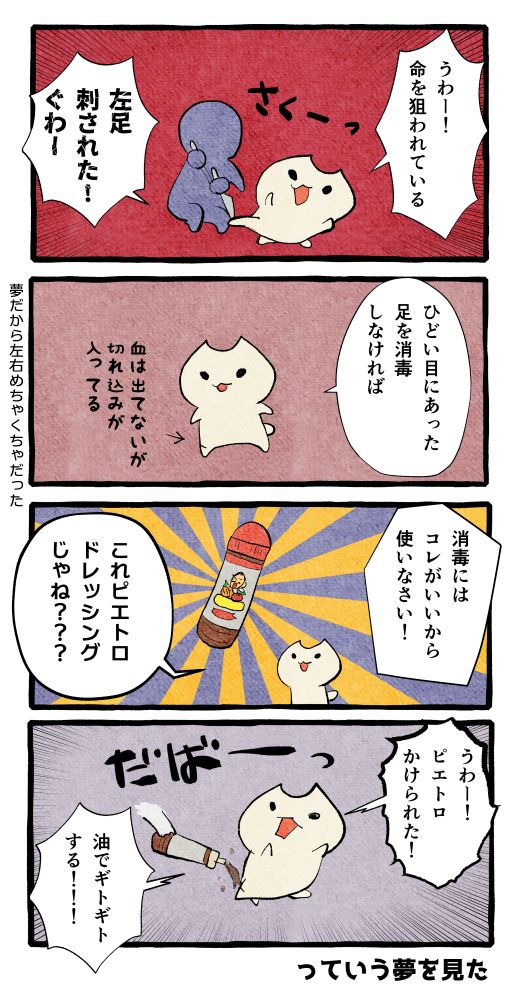 うわー！
命を狙われている
さくーっ
左足
刺された！
ぐわー
ひどい目にあった
足を消毒
しなければ
血は出てないが
切れ込みが
入ってる
夢だから左右めちゃくちゃだった
消毒には
コレがいいから
使いなさい！
これピエトロ
ドレッシング
じゃね？？？
うわー！
ピエトロ
かけられた！
だばーーっ
油でギトギト
する！！！
っていう夢を見た